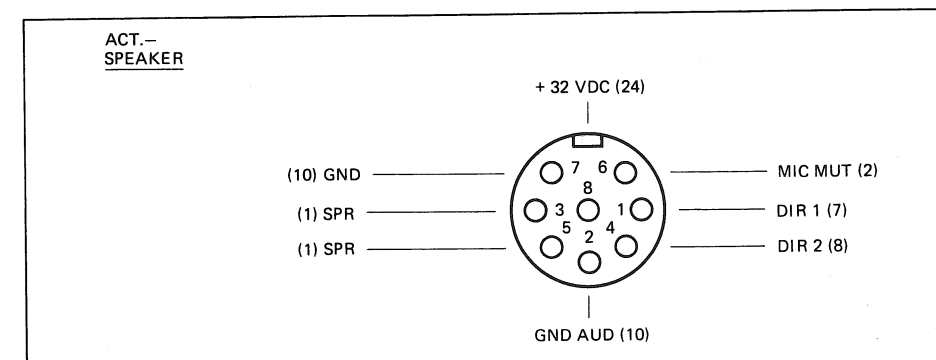 ACT.—
SPEAKER
+ 32 VDC (24)
(10) GND
7 6
MIC MUT (2)
8
(1) SPR
3 1
DIR 1 (7)
5 4
(1) SPR
2
DIR 2 (8)
GND AUD (10)